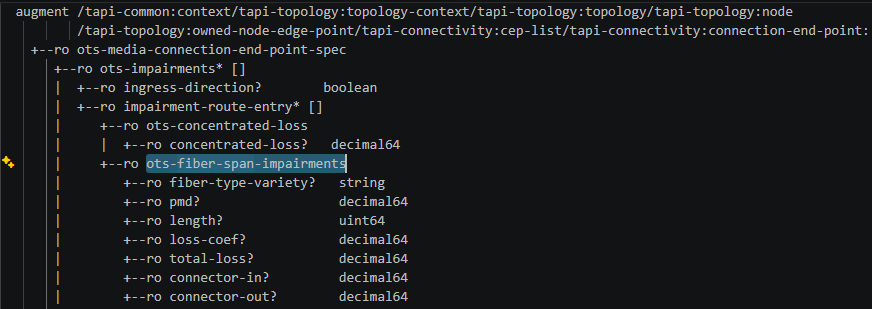 augment /tapi-common:context/tapi-topology:topology-context/tapi-topology:topology/tapi-topology:node
/tapi-topology:owned-node-edge-point/tapi-connectivity:cep-list/tapi-connectivity:connection-end-point:
+--ro ots-media-connection-end-point-spec
+--ro ots-impairments* []
| +--ro ingress-direction? boolean
| +--ro impairment-route-entry* []
| +--ro ots-concentrated-loss
| | +--ro concentrated-loss? decimal64
| +--ro ots-fiber-span-impairments
| +--ro fiber-type-variety? string
| +--ro pmd? decimal64
| +--ro length? uint64
| +--ro loss-coef? decimal64
| +--ro total-loss? decimal64
| +--ro connector-in? decimal64
| +--ro connector-out? decimal64